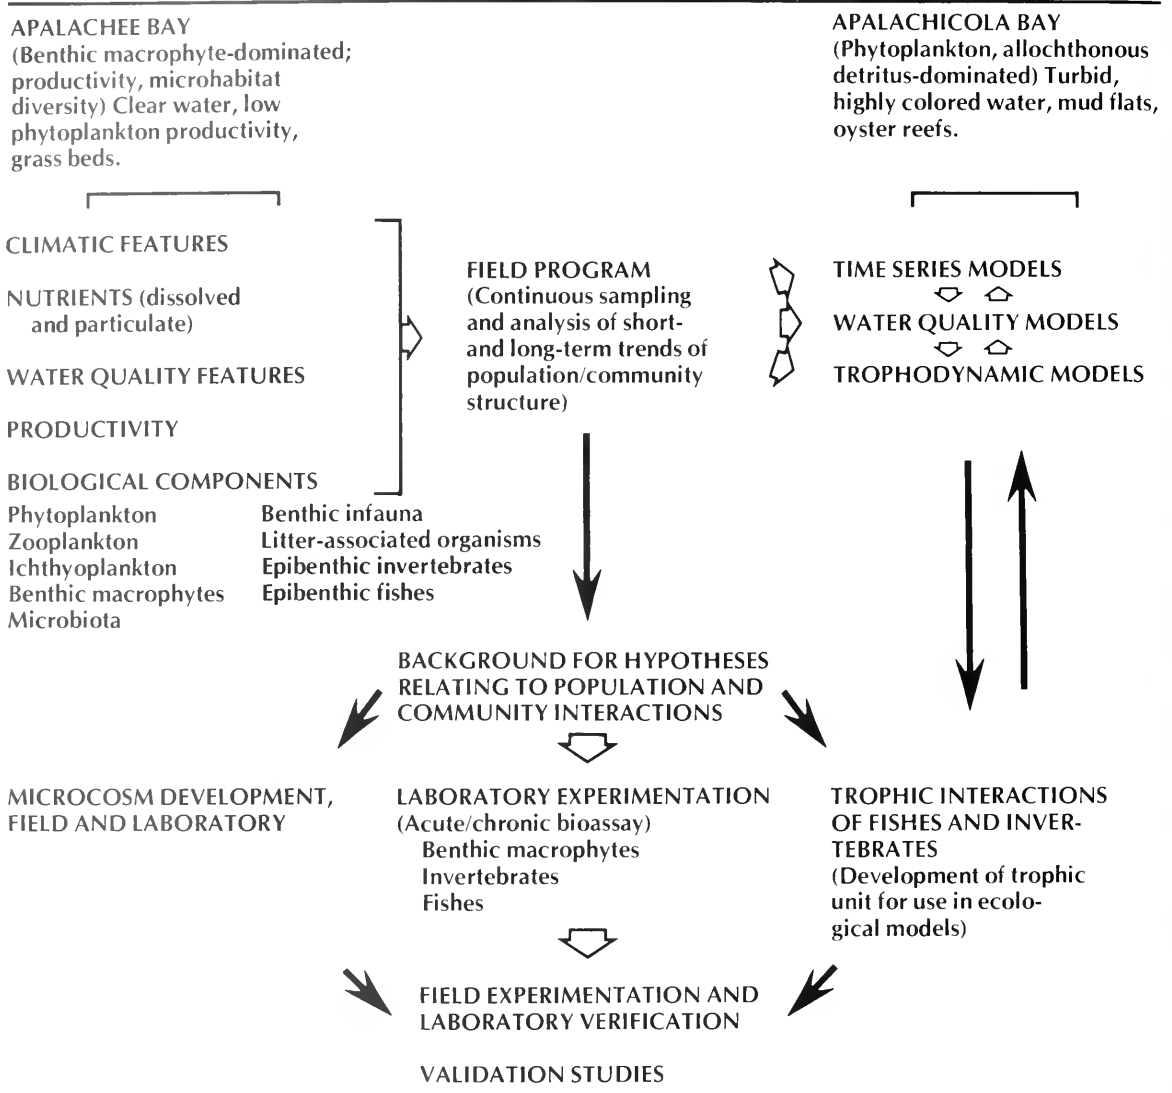 APALACHEE BAY
(Benthic macrophyte-dominated;
productivity, microhabitat
diversity) Clear water, low
phytoplankton productivity,
grass beds.
APALACHICOLA BAY
(Phytoplankton, allochthonous
detritus-dominated) Turbid,
highly colored water, mud flats,
oyster reefs.
CLIMATIC FEATURES
NUTRIENTS (dissolved
and particulate)
WATER QUALITY FEATURES
PRODUCTIVITY
BIOLOGICAL COMPONENTS
Phytoplankton
Zooplankton
Ichthyoplankton
Benthic macrophytes
Microbiota
Benthic infauna
Litter-associated organisms
Epibenthic invertebrates
Epibenthic fishes
FIELD PROGRAM
(Continuous sampling
and analysis of short-
and long-term trends of
population/community
structure)
TIME SERIES MODELS
WATER QUALITY MODELS
TROPHODYNAMIC MODELS
BACKGROUND FOR HYPOTHESES
RELATING TO POPULATION AND
COMMUNITY INTERACTIONS
MICROCOSM DEVELOPMENT,
FIELD AND LABORATORY
LABORATORY EXPERIMENTATION
(Acute/chronic bioassay)
Benthic macrophytes
Invertebrates
Fishes
TROPHIC INTERACTIONS
OF FISHES AND INVER-
TEBRATES
(Development of trophic
unit for use in ecolo-
gical models)
FIELD EXPERIMENTATION AND
LABORATORY VERIFICATION
VALIDATION STUDIES